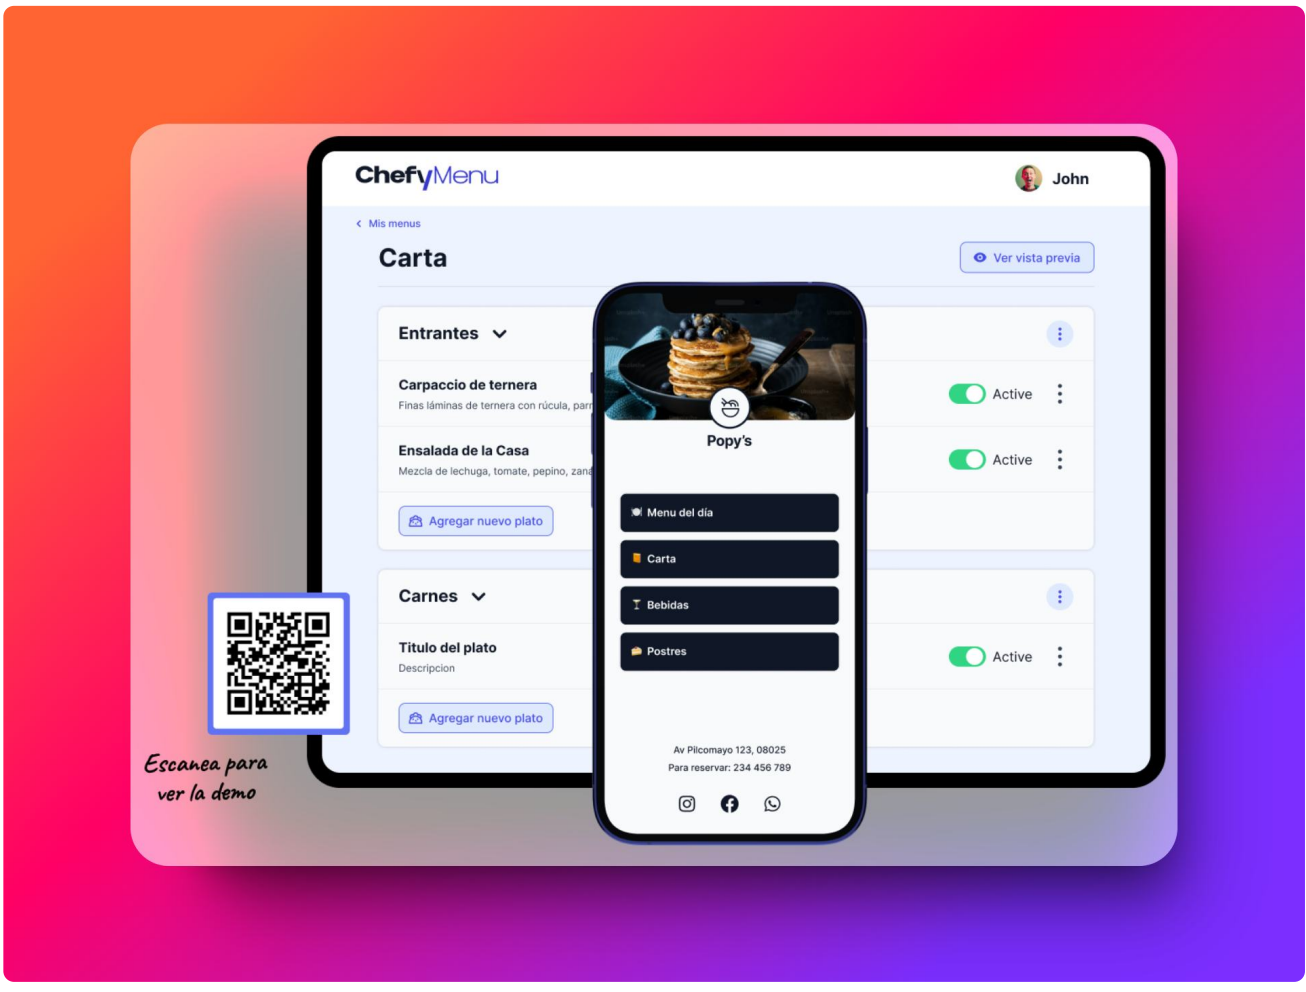 ChefyMenu
John
Mis menus
Carta
Ver vista previa
Entrantes
Carpaccio de ternera
Finas láminas de ternera con rúcula,
Active
Ensalada de la Casa
Mezcla de lechuga, tomate, pepino,
Active
Agregar nuevo plato
Carnes
Titulo del plato
Descripcion
Active
Agregar nuevo plato
Popy's
Menu del día
Carta
Bebidas
Postres
Av Pilcomayo 123, 08025
Para reservar: 234 456 789
Escanea para
ver la demo